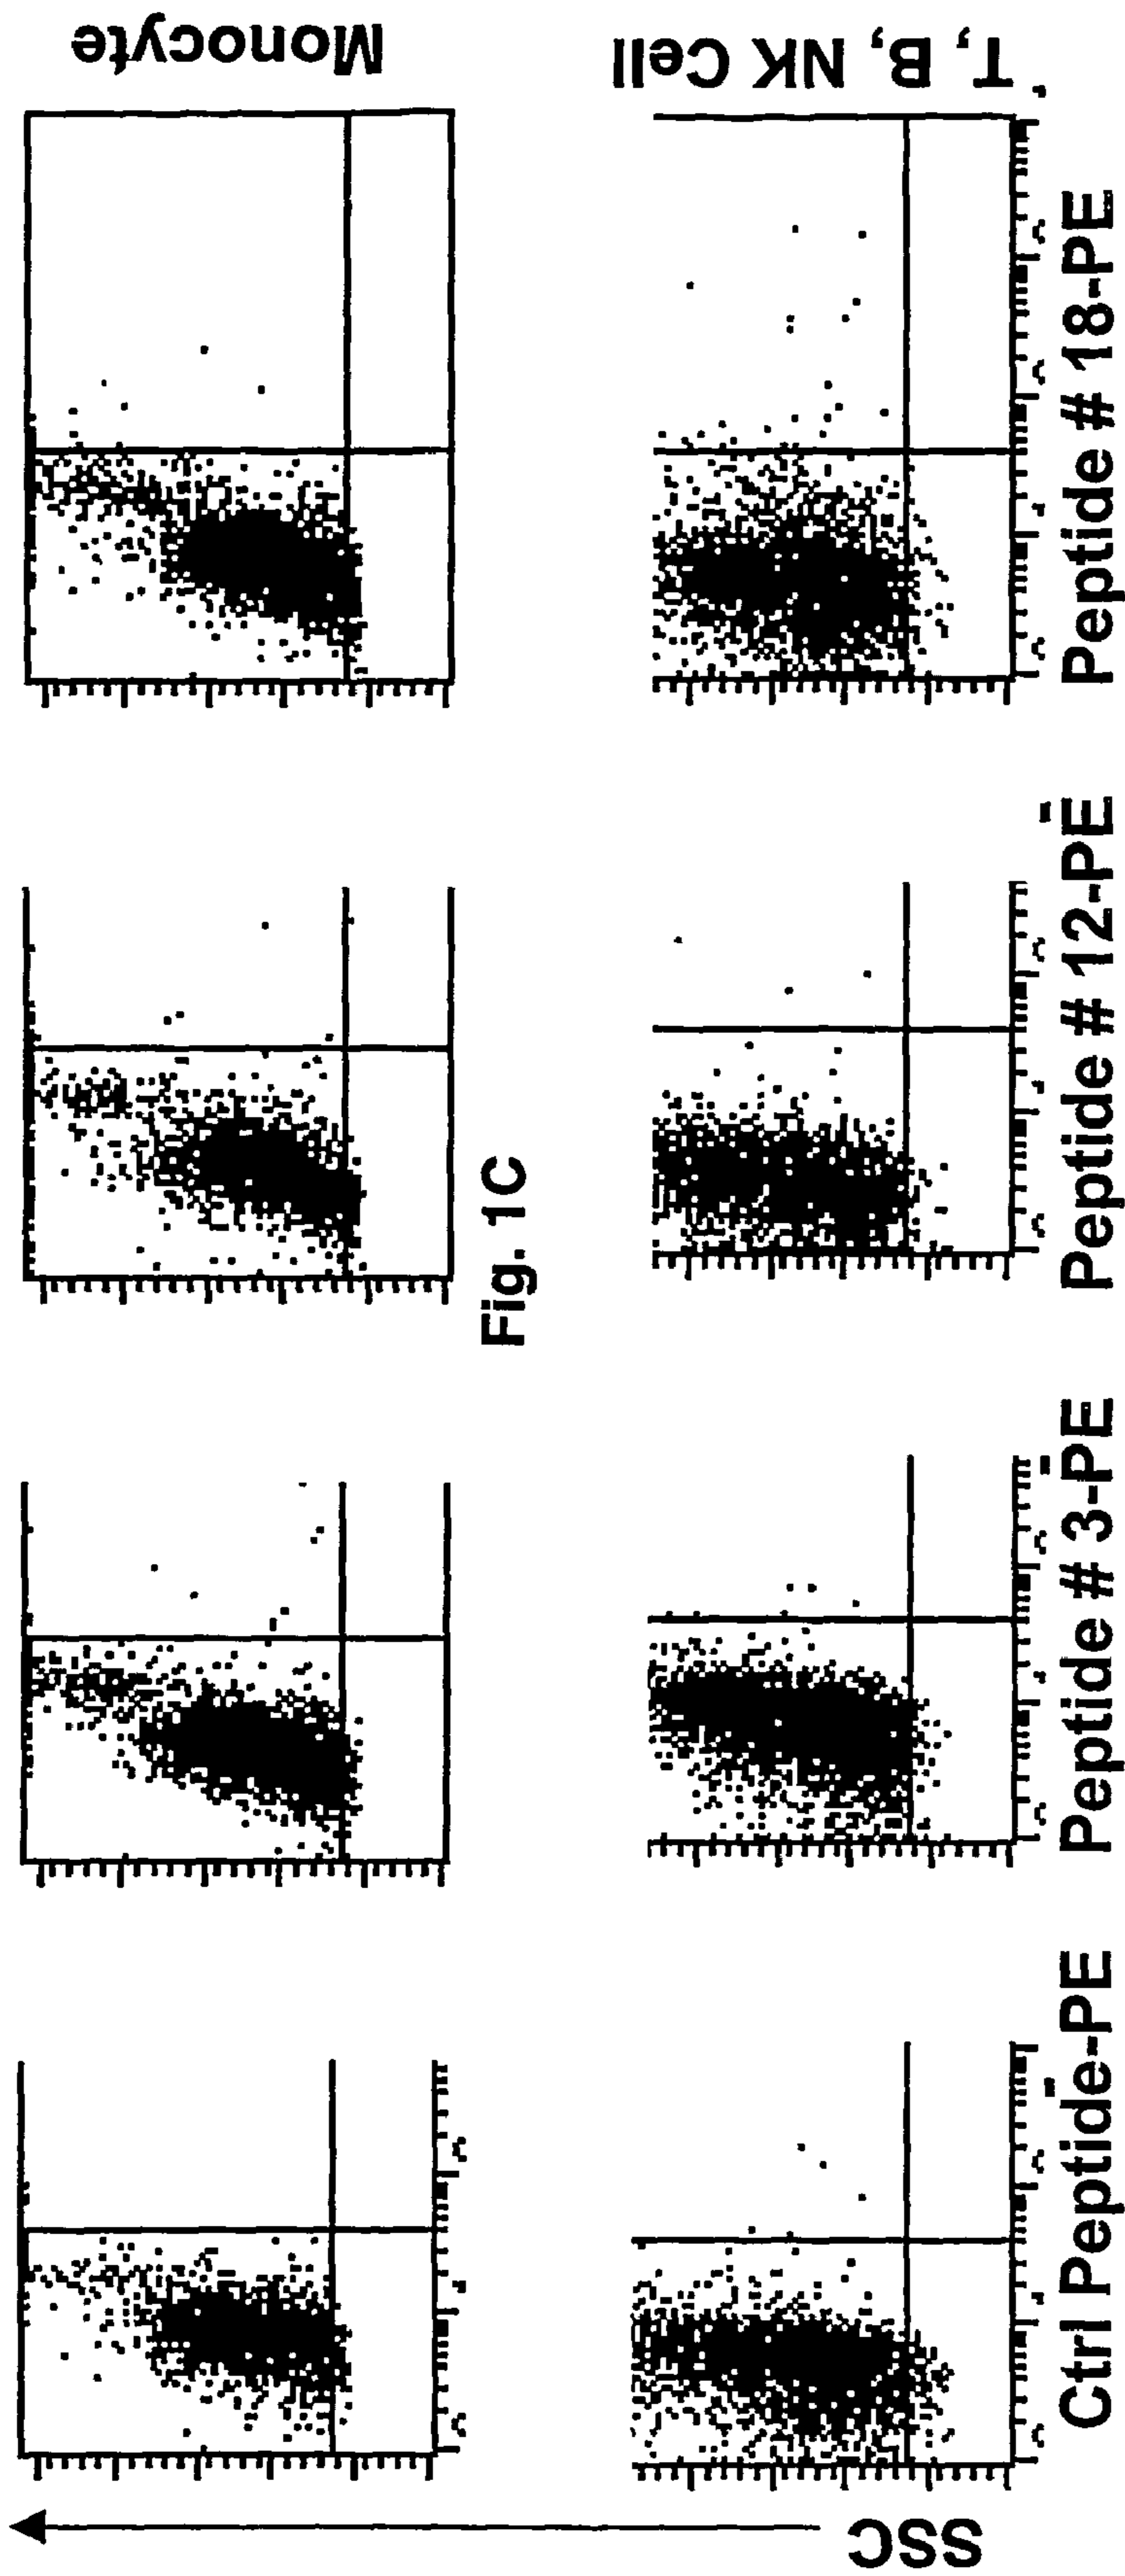 Monocyte
T, B, NK Cell
Fig. 1C
SSC
Ctrl Peptide-PE
Peptide # 3-PE
Peptide # 12-PE
Peptide # 18-PE